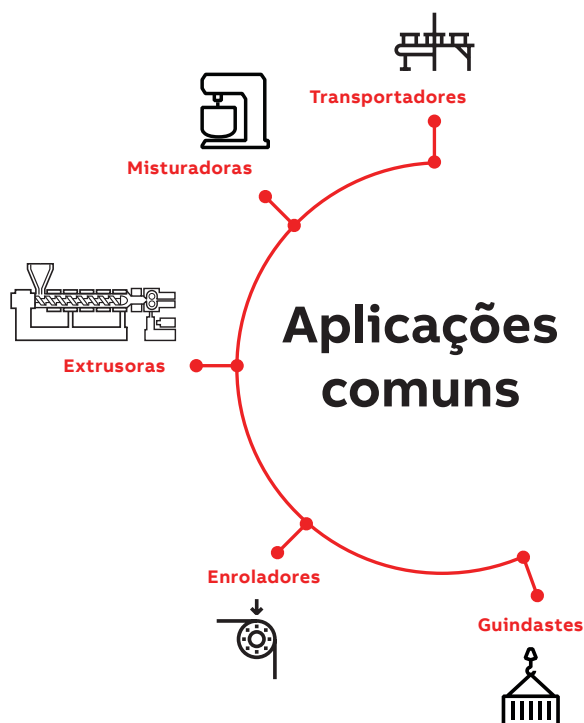 Transportadores
Misturadoras
Aplicações
comuns
Extrusoras
Enroladores
Guindastes